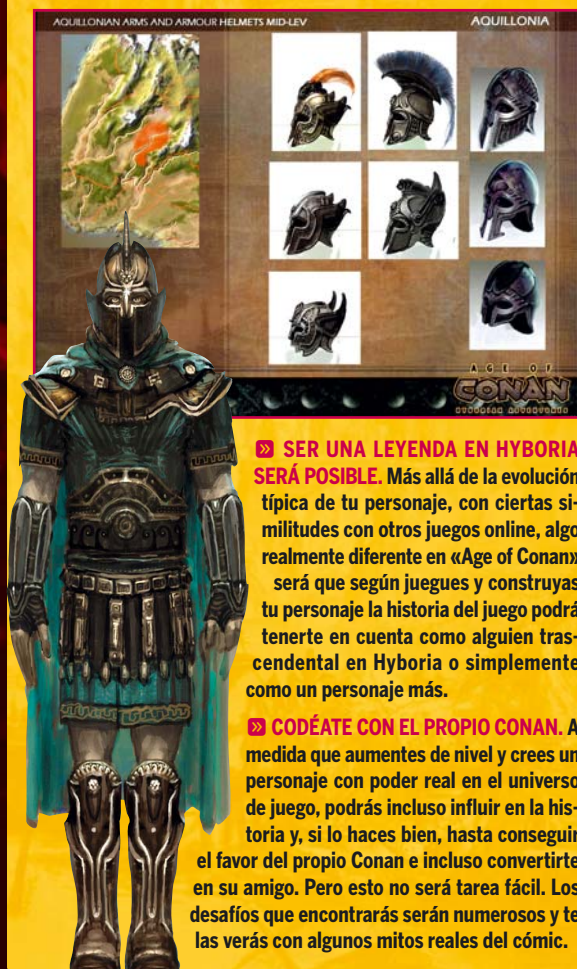 AQUILLONIAN ARMS AND ARMOUR HELMETS MID-LEV
AQUILLONIA
AGE OF
CONAN
HYBORIAN ADVENTURES
SER UNA LEYENDA EN HYBORIA
SERÁ POSIBLE. Más allá de la evolución
típica de tu personaje, con ciertas si-
militudes con otros juegos online, algo
realmente diferente en «Age of Conan»
será que según juegues y construyas
tu personaje la historia del juego podrá
tenerte en cuenta como alguien tras-
cendental en Hyboria o simplemente
como un personaje más.
CODÉATE CON EL PROPIO CONAN. A
medida que aumentes de nivel y crees un
personaje con poder real en el universo
de juego, podrás incluso influir en la his-
toria y, si lo haces bien, hasta conseguir
el favor del propio Conan e incluso convertirte
en su amigo. Pero esto no será tarea fácil. Los
desafíos que encontrarás serán numerosos y te
las verás con algunos mitos reales del cómic.